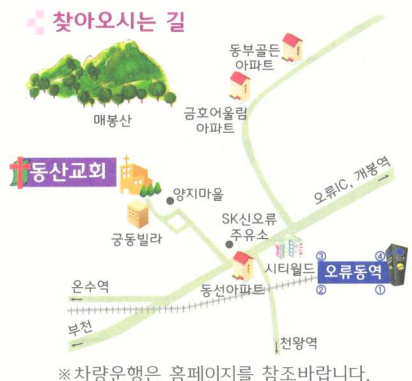 찾아오시는 길
동부골든
아파트
매봉산
금호어울림
아파트
동산교회
양지마을
오류IC, 개봉역
궁동빌라
SK신오류
주유소
시티월드
③
④
오류동역
②
①
온수역
동선아파트
부천
천왕역
※차량운행은 홈페이지를 참조바랍니다.